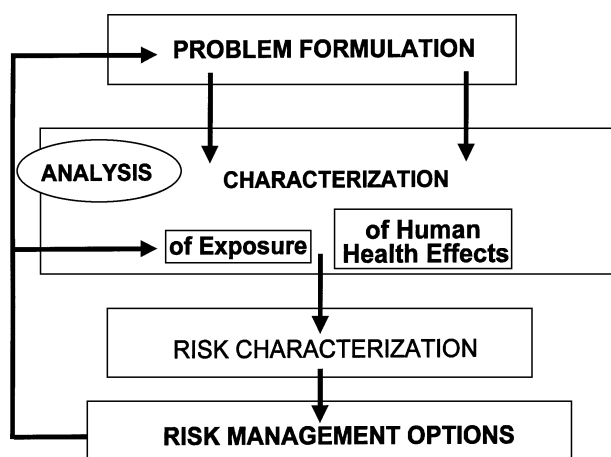 PROBLEM FORMULATION
ANALYSIS
CHARACTERIZATION
of Exposure
of Human
Health Effects
RISK CHARACTERIZATION
RISK MANAGEMENT OPTIONS